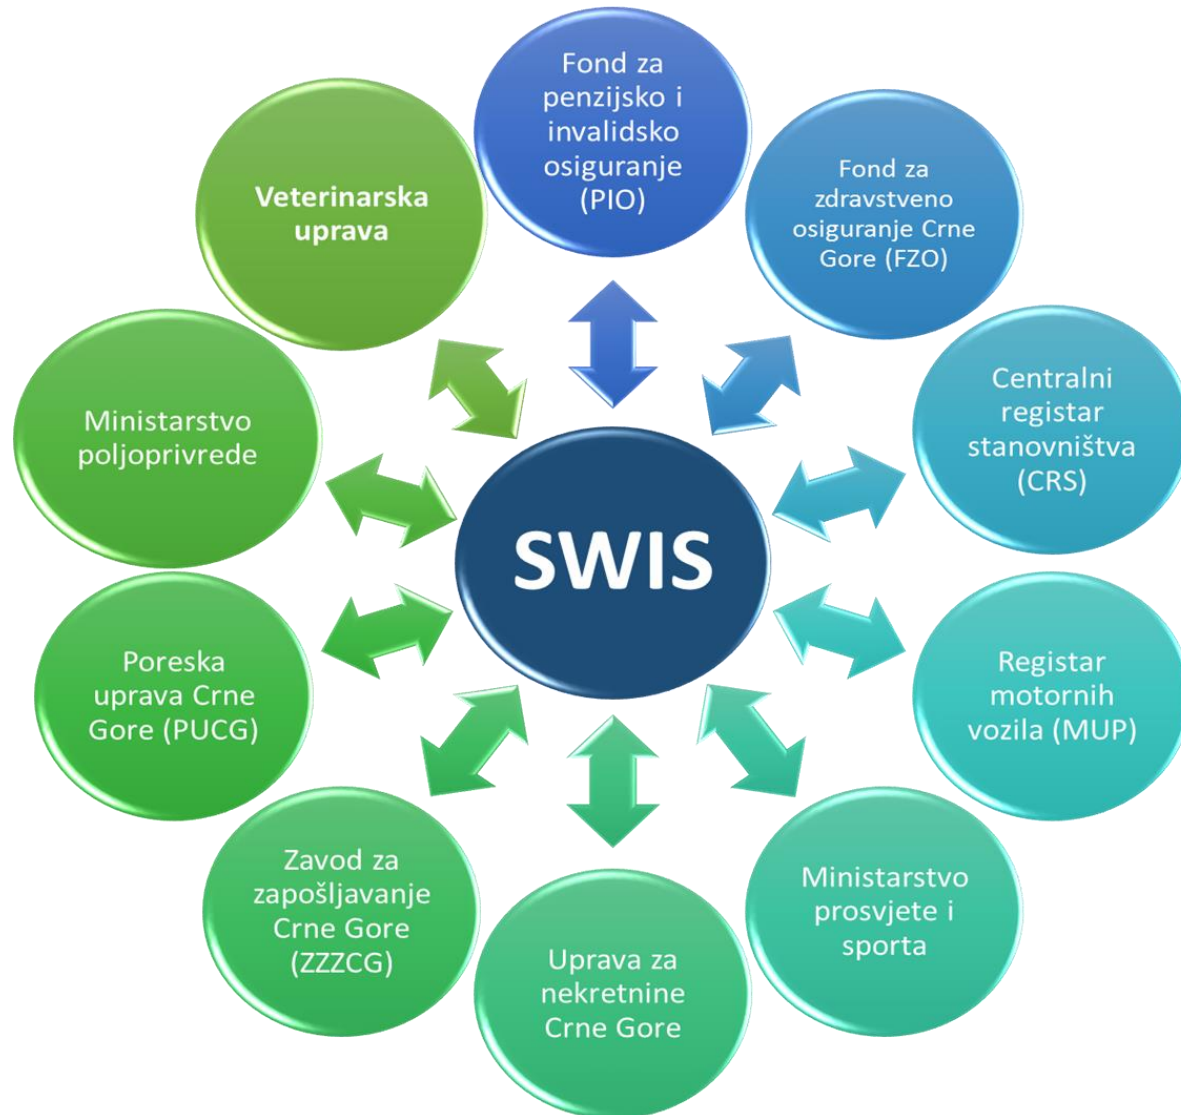 Fond za
penzijsko i
invalidsko
osiguranje
(PIO)
Fond za
zdravstveno
osiguranje Crne
Gore (FZO)
Centralni
registar
stanovništva
(CRS)
Registar
motornih
vozila (MUP)
Ministarstvo
prosvjete i
sporta
Uprava za
nekretnine
Crne Gore
Zavod za
zapošljavanje
Crne Gore
(ZZZCG)
Poreska
uprava Crne
Gore (PUCG)
Ministarstvo
poljoprivrede
Veterinarska
uprava
SWIS